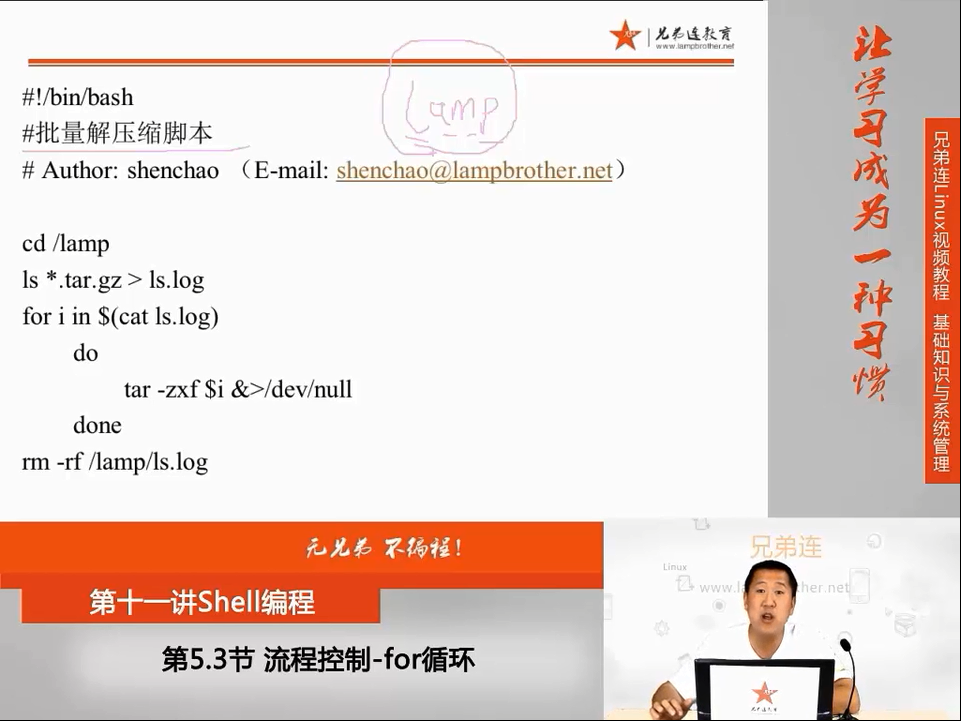 兄弟连教育
www.lampbrother.net
#!/bin/bash
Lamp
#批量解压缩脚本
# Author: shenchao （E-mail: shenchao@lampbrother.net）
cd /lamp
ls *.tar.gz > ls.log
for i in $(cat ls.log)
do
tar -zxf $i &>/dev/null
done
rm -rf /lamp/ls.log
让学习成为一种习惯
兄弟连Linux视频教程 基础知识与系统管理
无兄弟 不编程！
第十一讲Shell编程
第5.3节 流程控制-for循环
兄弟连
Linux
兄弟连教育